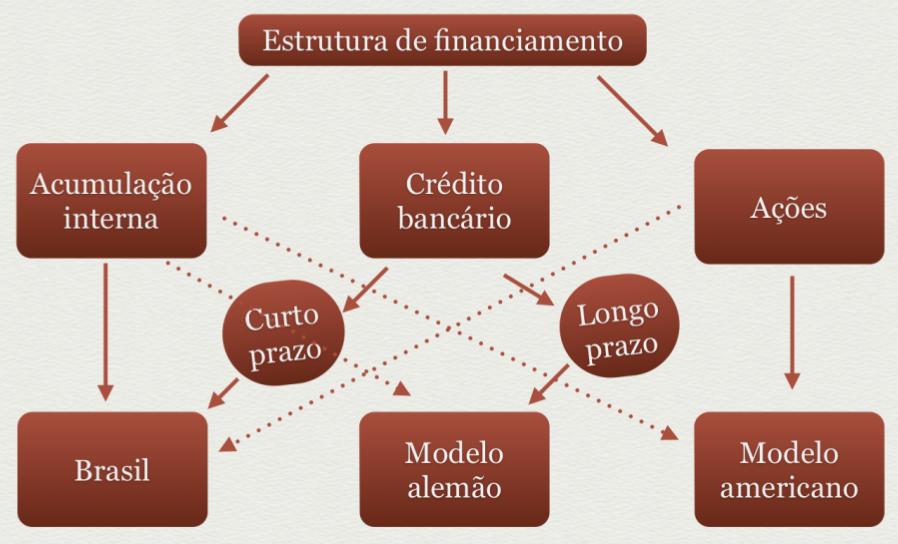 Estrutura de financiamento
Acumulação
interna
Crédito
bancário
Ações
Curto
prazo
Longo
prazo
Brasil
Modelo
alemão
Modelo
americano